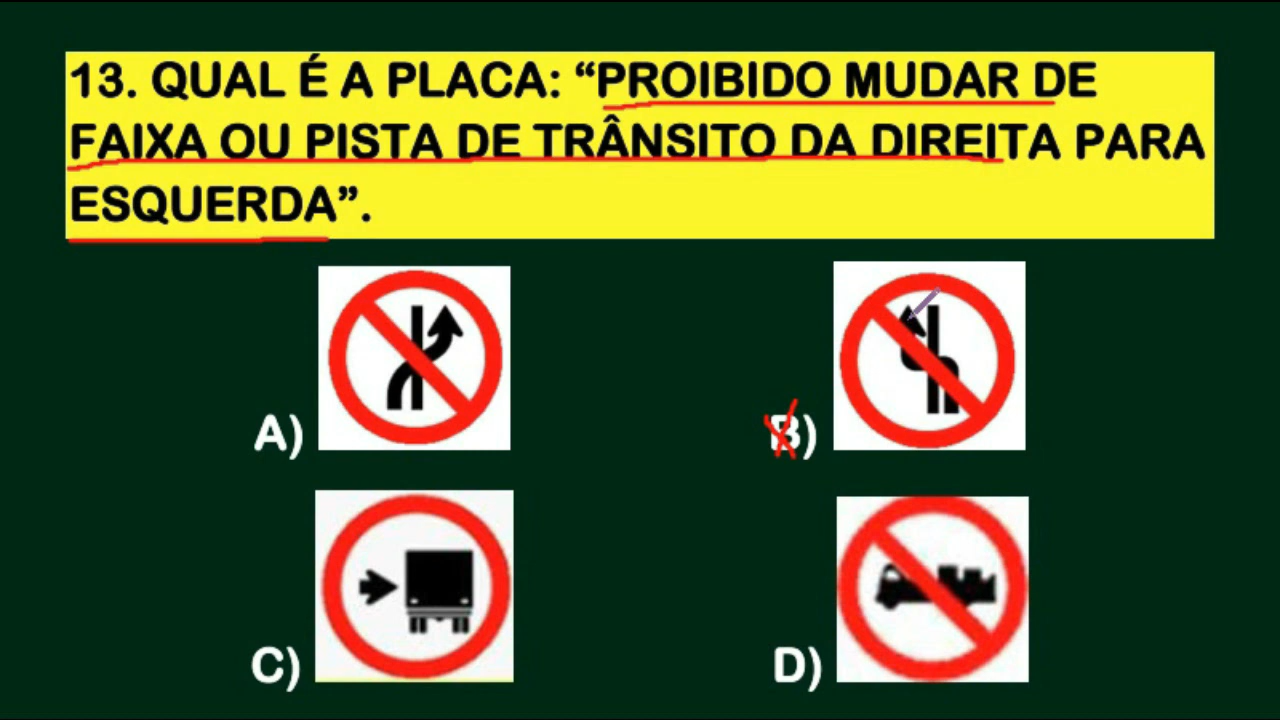 13. QUAL É A PLACA: “PROIBIDO MUDAR DE
FAIXA OU PISTA DE TRÂNSITO DA DIREITA PARA
ESQUERDA”.
A)
B)
C)
D)